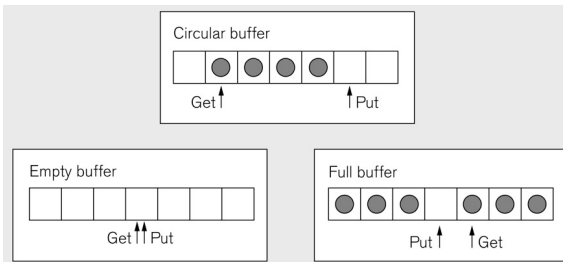 Circular buffer
Get
Put
Empty buffer
Get Put
Full buffer
Put Get